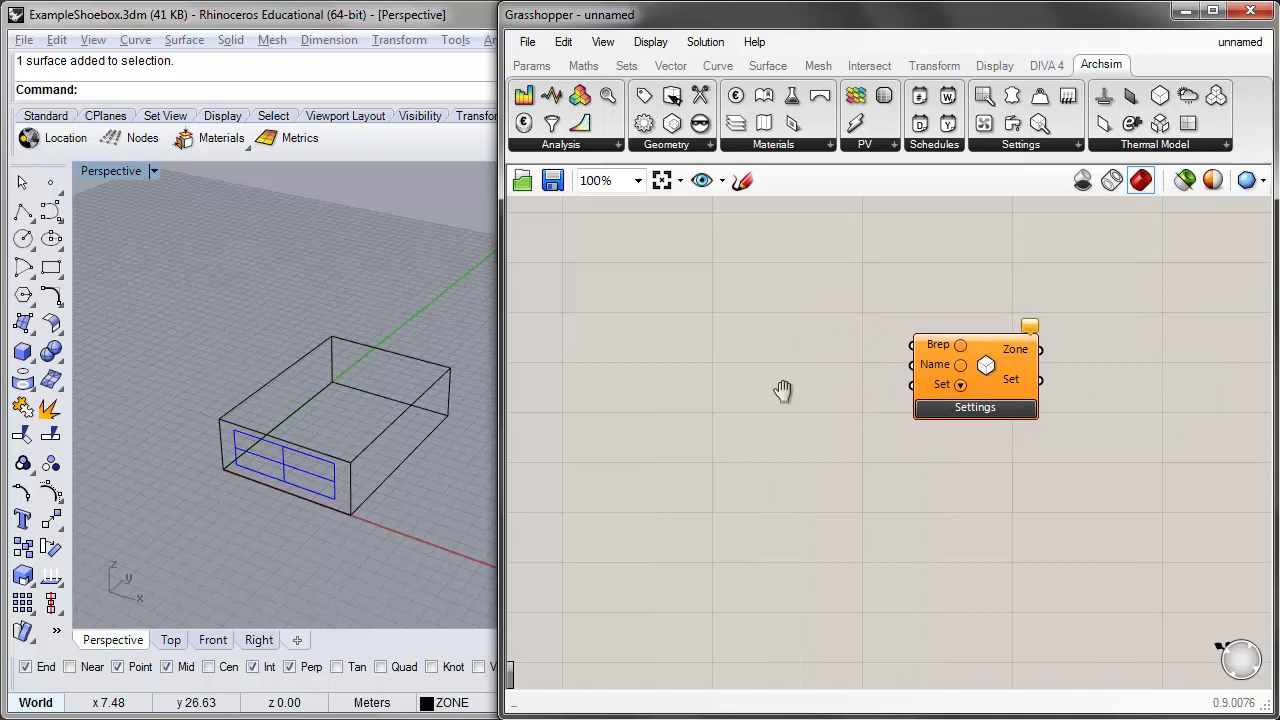 ExampleShoebox.3dm (41 KB) - Rhinoceros Educational (64-bit) - [Perspective]
File Edit View Curve Surface Solid Mesh Dimension Transform Tools
1 surface added to selection.
Command:
Standard CPlanes Set View Display Select Viewport Layout Visibility Transfor
Location Nodes Materials Metrics
Perspective
z
y
x
Perspective Top Front Right
End Near Point Mid Cen Int Perp Tan Quad Knot
World x 7.48 y 26.63 z 0.00 Meters ZONE
Grasshopper - unnamed
File Edit View Display Solution Help unnamed
Params Maths Sets Vector Curve Surface Mesh Intersect Transform Display DIVA 4 Archsim
Analysis Geometry Materials PV Schedules Settings Thermal Model
100%
Brep Zone
Name
Set Set
Settings
0.9.0076